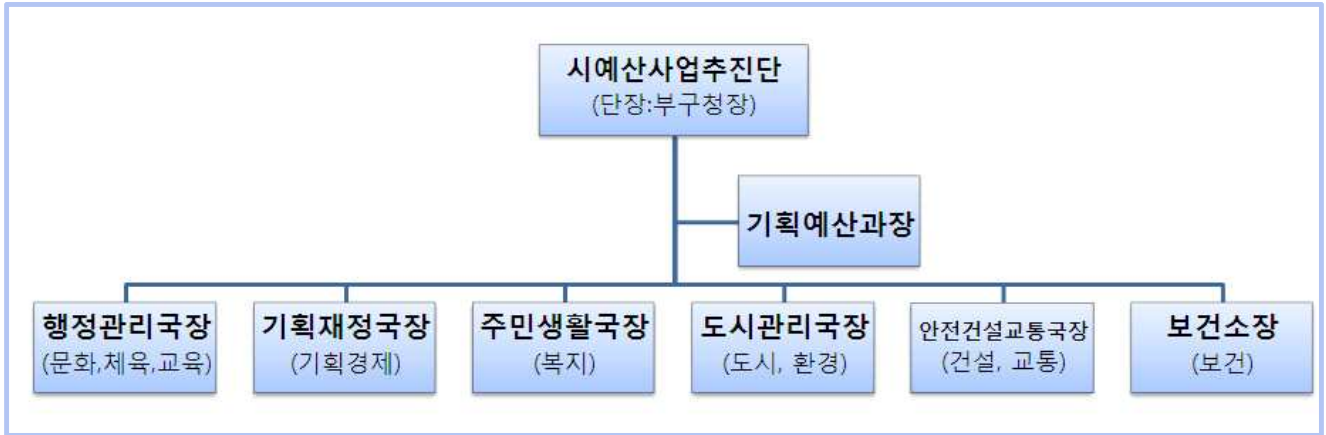 시예산사업추진단
(단장:부구청장)
기획예산과장
행정관리국장
(문화,체육,교육)
기획재정국장
(기획경제)
주민생활국장
(복지)
도시관리국장
(도시, 환경)
안전건설교통국장
(건설, 교통)
보건소장
(보건)